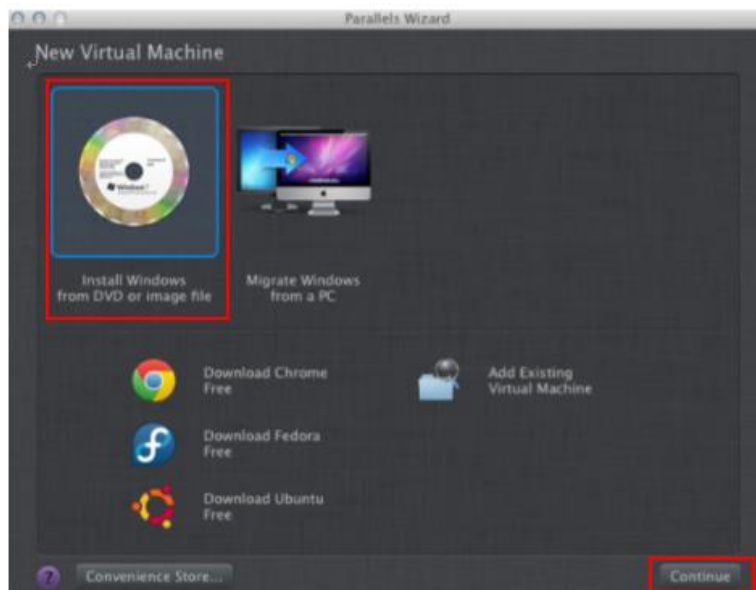 Parallels Wizard
New Virtual Machine
Install Windows
from DVD or image file
Migrate Windows
from a PC
Download Chrome
Free
Add Existing
Virtual Machine
Download Fedora
Free
Download Ubuntu
Free
?
Convenience Store...
Continue